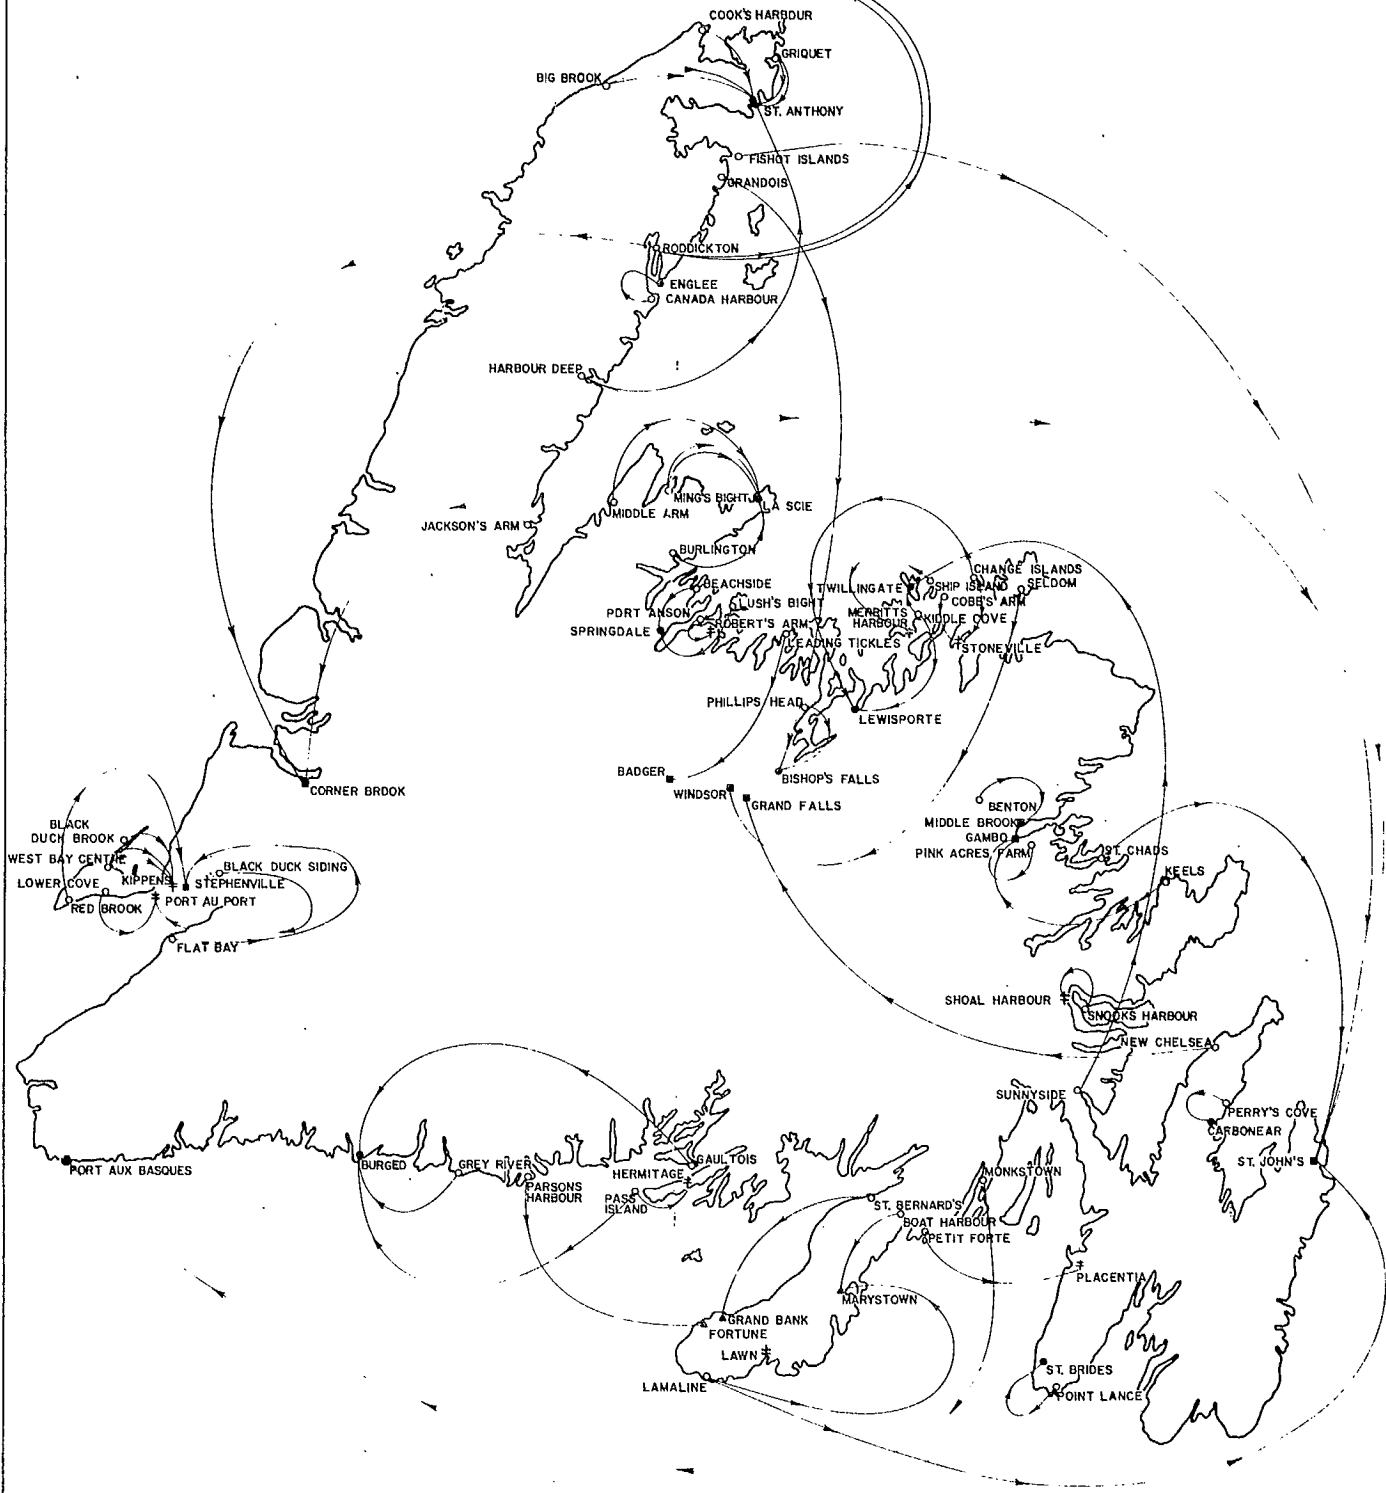 COOK'S HARBOUR
GRIQUET
BIG BROOK
ST. ANTHONY
FISHOT ISLANDS
GRANDOIS
RODDICKTON
ENGLEE
CANADA HARBOUR
HARBOUR DEEP
MING'S BIGHT
LA SCIE
MIDDLE ARM
JACKSON'S ARM
BURLINGTON
BEACHSIDE
CHANGE ISLANDS
TWILLINGATE
SHIP ISLAND
SELDOM
COBB'S ARM
LUSH'S BIGHT
PORT ANSON
MERRITTS
HARBOUR
KIDDLE COVE
ROBERT'S ARM
SPRINGDALE
LEADING TICKLES
STONEVILLE
PHILLIPS HEAD
LEWISPORTE
BADGER
BISHOP'S FALLS
WINDSOR
GRAND FALLS
CORNER BROOK
BENTON
MIDDLE BROOK
GAMBO
PINK ACRES FARM
ST. CHADS
KEELS
BLACK
DUCK BROOK
WEST BAY CENTRE
BLACK DUCK SIDING
KIPPENS
LOWER COVE
STEPHENVILLE
RED BROOK
PORT AU PORT
FLAT BAY
SHOAL HARBOUR
SNOOKS HARBOUR
NEW CHELSEA
SUNNYSIDE
PERRY'S COVE
CARBONEAR
ST. JOHN'S
PORT AUX BASQUES
BURGEO
GREY RIVER
GAULTOIS
HERMITAGE
PARSONS
HARBOUR
PASS
ISLAND
MONKSTOWN
ST. BERNARD'S
BOAT HARBOUR
PETIT FORTE
PLACENTIA
MARYSTOWN
GRAND BANK
FORTUNE
LAWN
LAMALINE
ST. BRIDES
POINT LANCE